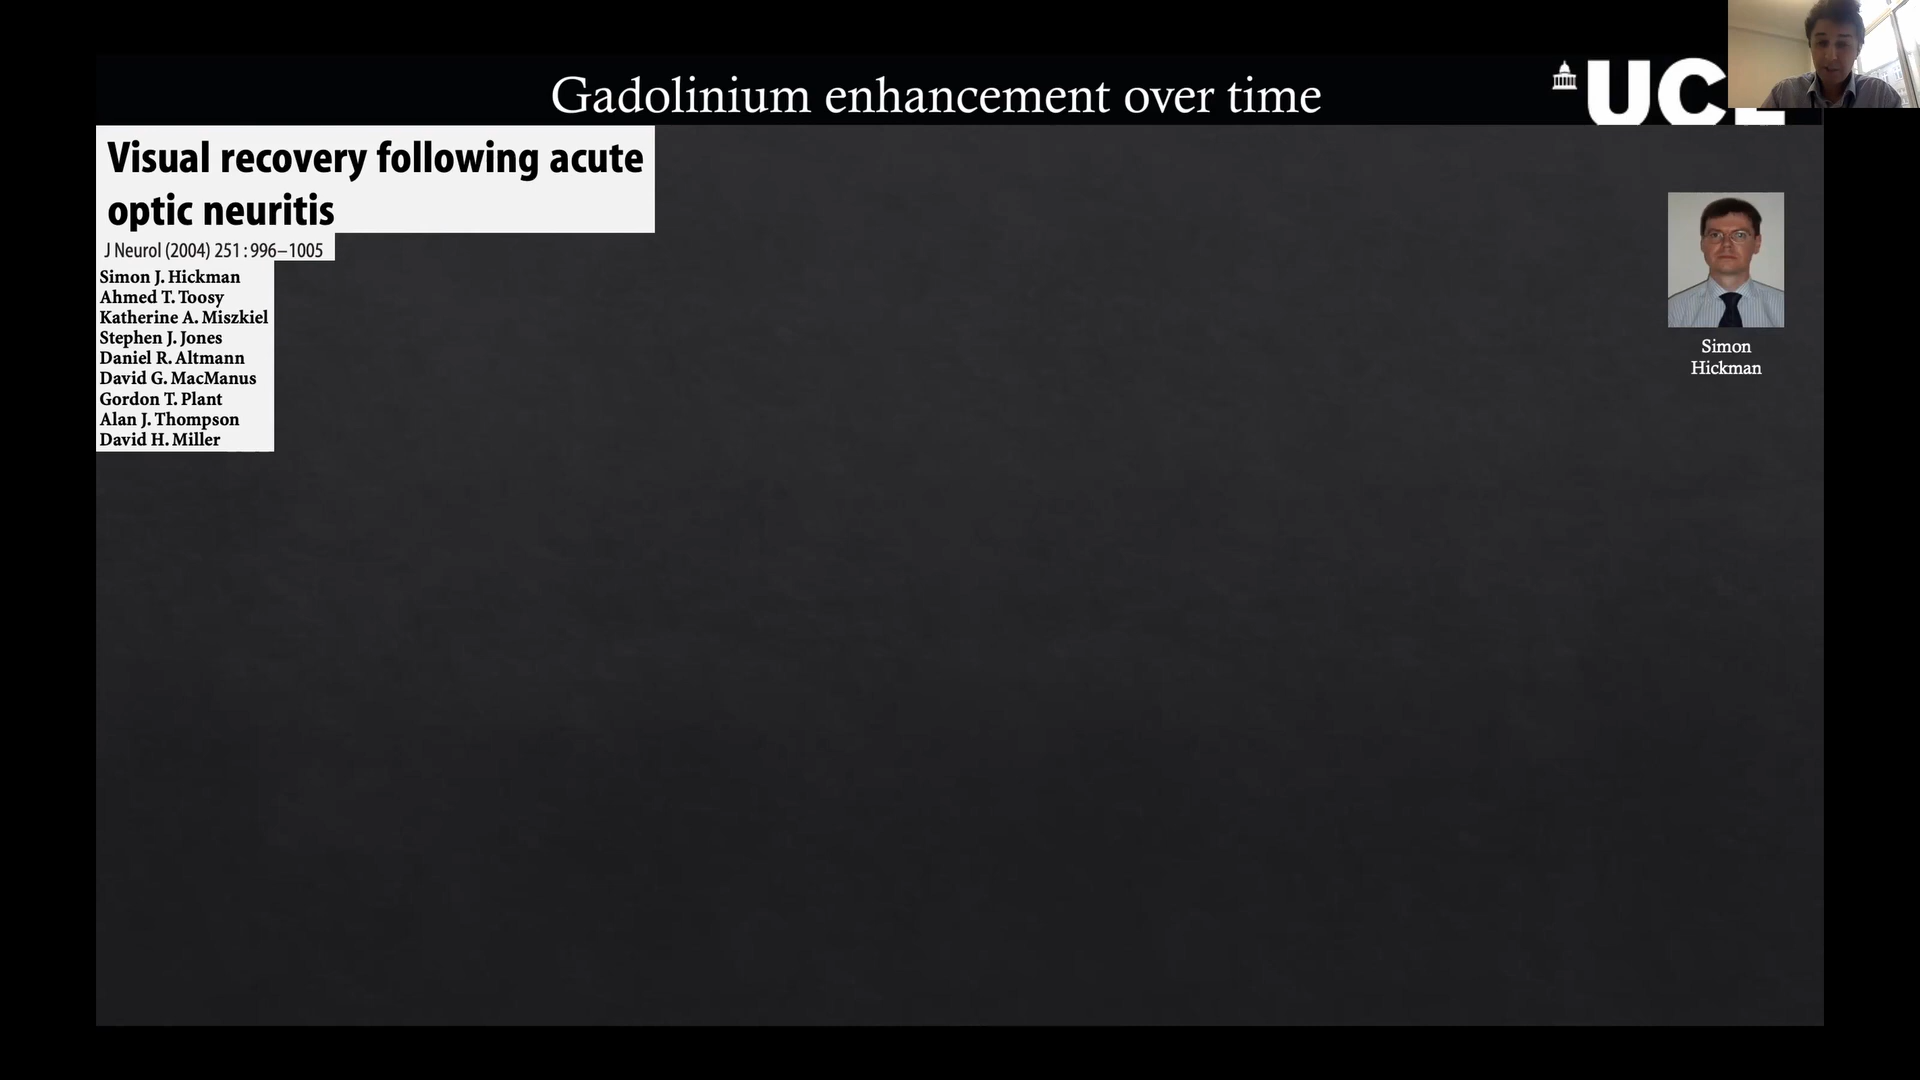 Gadolinium enhancement over time
Visual recovery following acute
optic neuritis
J Neurol (2004) 251:996–1005
Simon J. Hickman
Ahmed T. Toosy
Katherine A. Miszkiel
Stephen J. Jones
Daniel R. Altmann
David G. MacManus
Gordon T. Plant
Alan J. Thompson
David H. Miller
Simon
Hickman